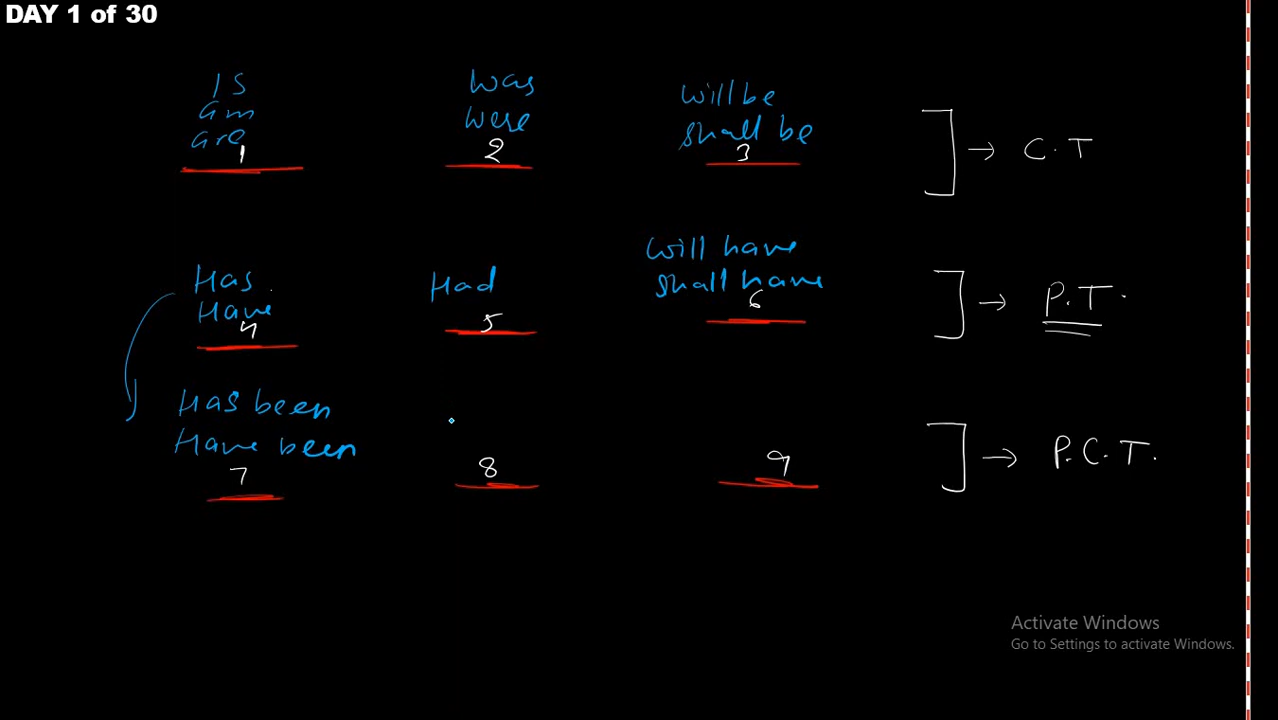 DAY 1 of 30
Is
am
are
1
was
were
2
will be
shall be
3
→ C.T
Has
Have
4
Had
5
will have
shall have
6
→ P.T.
Has been
Have been
7
8
9
→ P.C.T.
Activate Windows
Go to Settings to activate Windows.